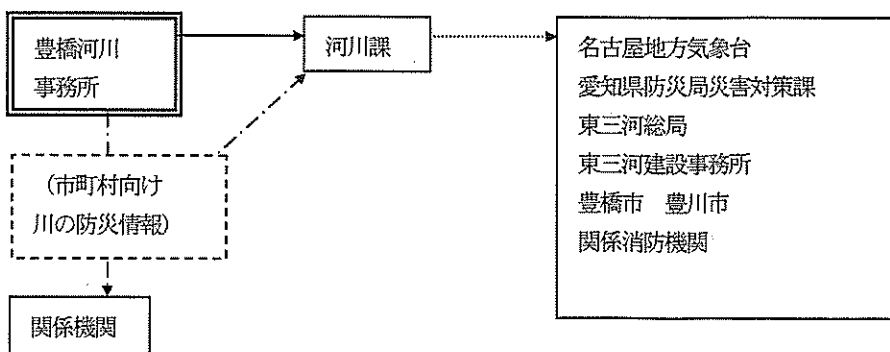 豊橋河川
事務所
河川課
名古屋地方気象台
愛知県防災局災害対策課
東三河総局
東三河建設事務所
豊橋市　豊川市
関係消防機関
（市町村向け
川の防災情報）
関係機関